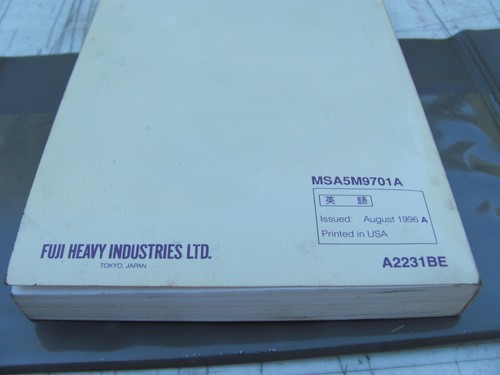 MSA5M9701A
英 語
Issued: August 1996 A
Printed in USA
FUJI HEAVY INDUSTRIES LTD.
TOKYO, JAPAN
A2231BE